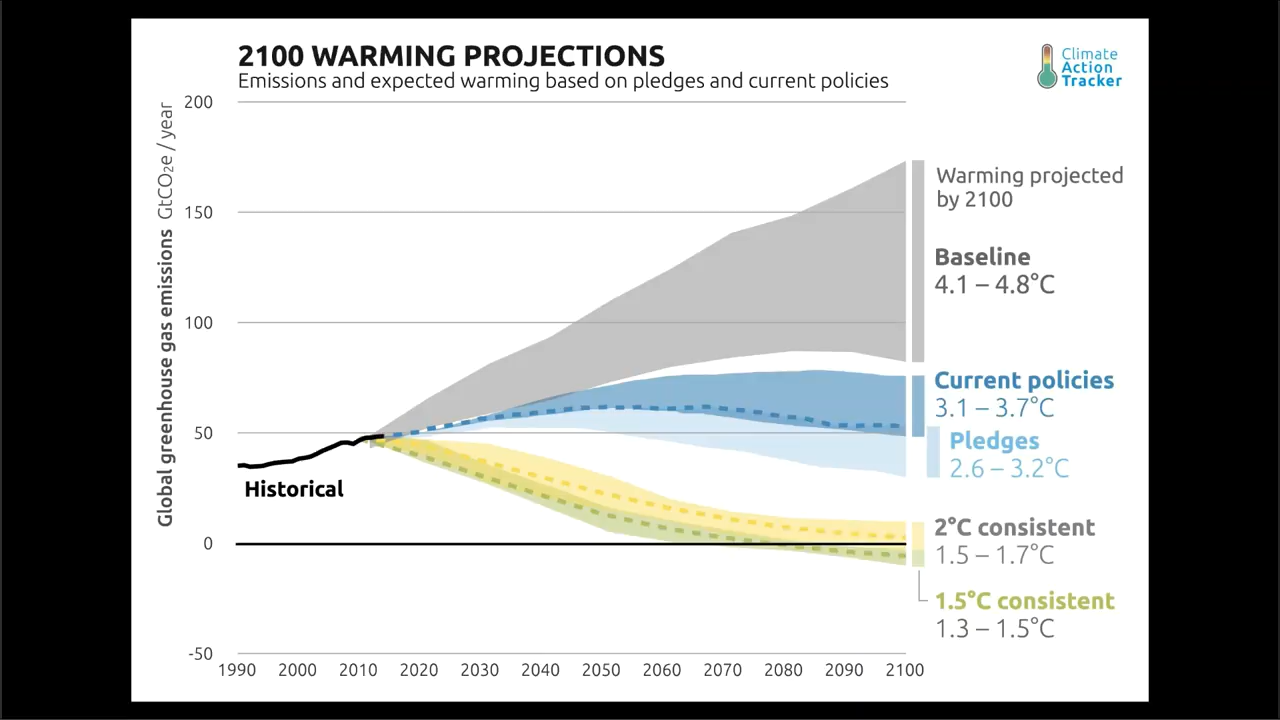 2100 WARMING PROJECTIONS
Emissions and expected warming based on pledges and current policies
Climate
Action
Tracker
Global greenhouse gas emissions GtCO₂e / year
200
150
100
50
0
-50
Historical
Warming projected
by 2100
Baseline
4.1 – 4.8°C
Current policies
3.1 – 3.7°C
Pledges
2.6 – 3.2°C
2°C consistent
1.5 – 1.7°C
1.5°C consistent
1.3 – 1.5°C
1990 2000 2010 2020 2030 2040 2050 2060 2070 2080 2090 2100